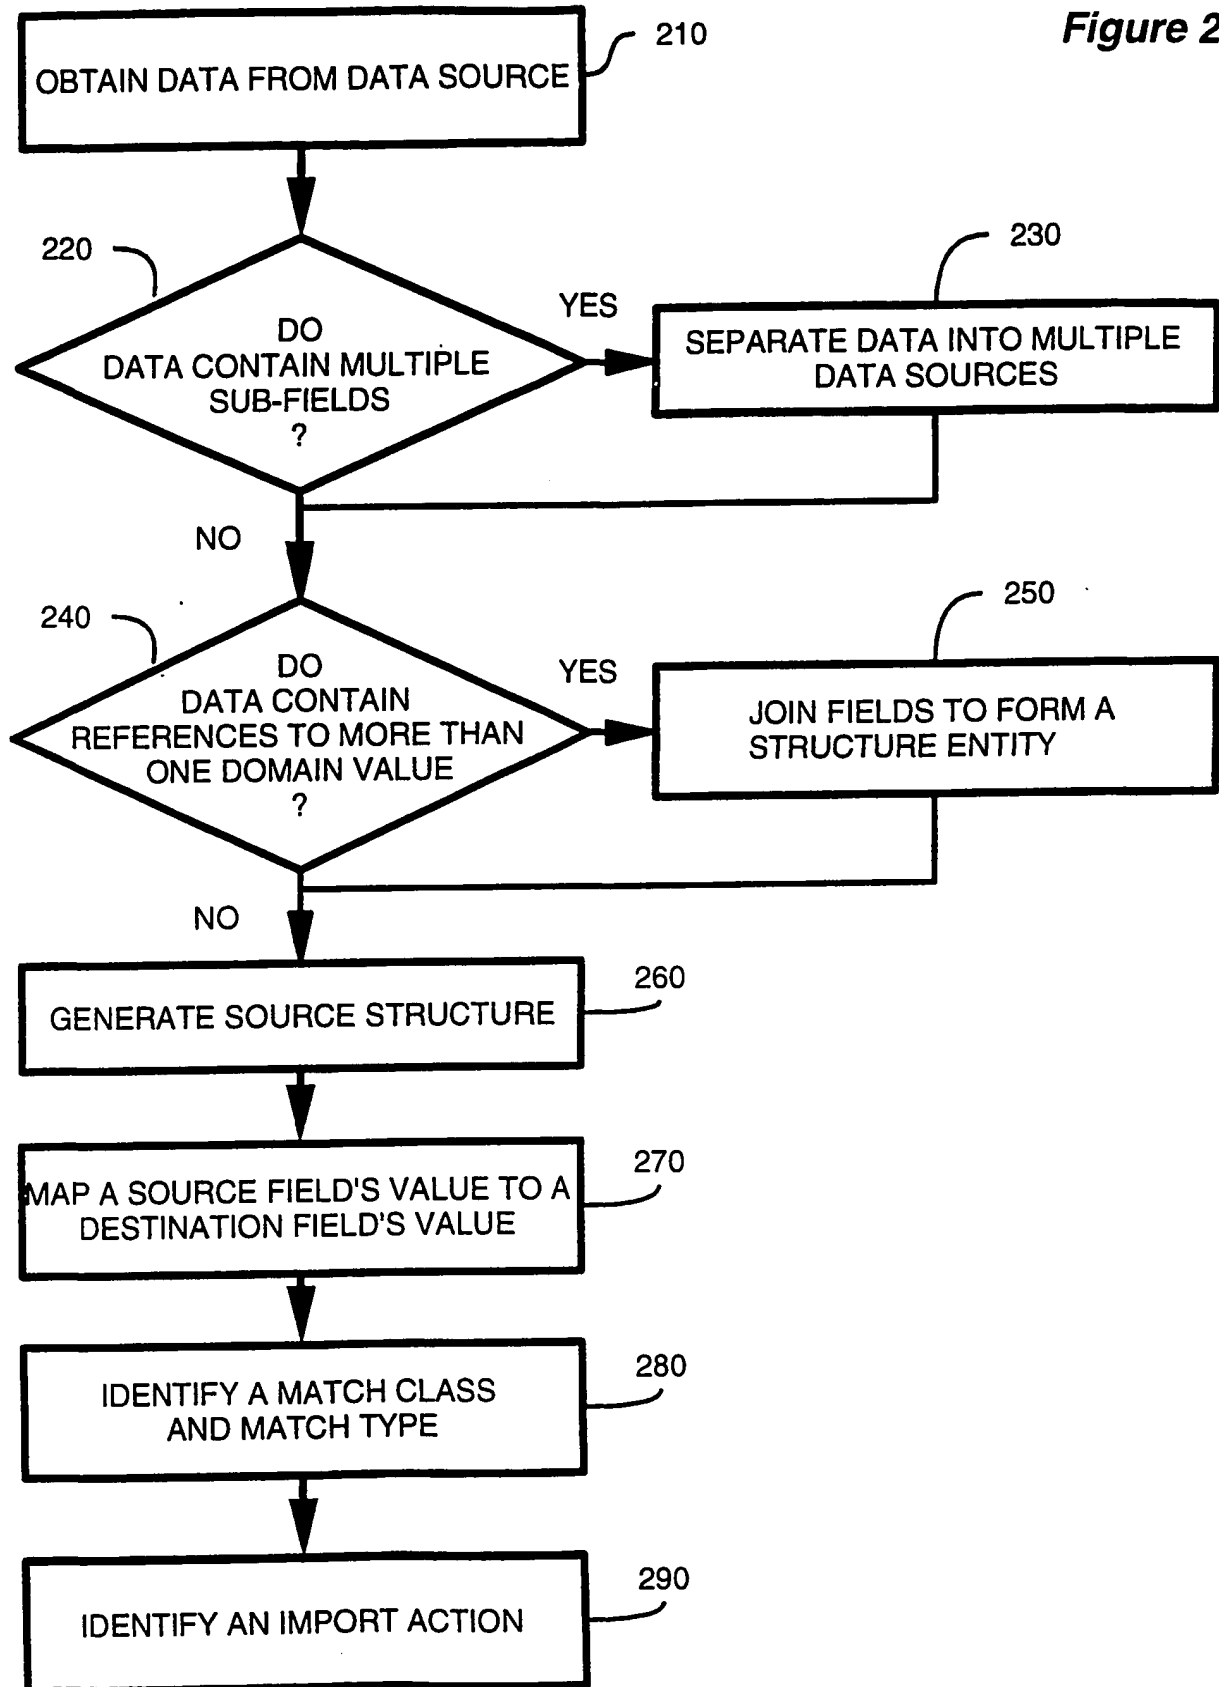 Figure 2
210
OBTAIN DATA FROM DATA SOURCE
220
DO
DATA CONTAIN MULTIPLE
SUB-FIELDS
?
YES
230
SEPARATE DATA INTO MULTIPLE
DATA SOURCES
NO
240
DO
DATA CONTAIN
REFERENCES TO MORE THAN
ONE DOMAIN VALUE
?
YES
250
JOIN FIELDS TO FORM A
STRUCTURE ENTITY
NO
260
GENERATE SOURCE STRUCTURE
270
MAP A SOURCE FIELD'S VALUE TO A
DESTINATION FIELD'S VALUE
280
IDENTIFY A MATCH CLASS
AND MATCH TYPE
290
IDENTIFY AN IMPORT ACTION